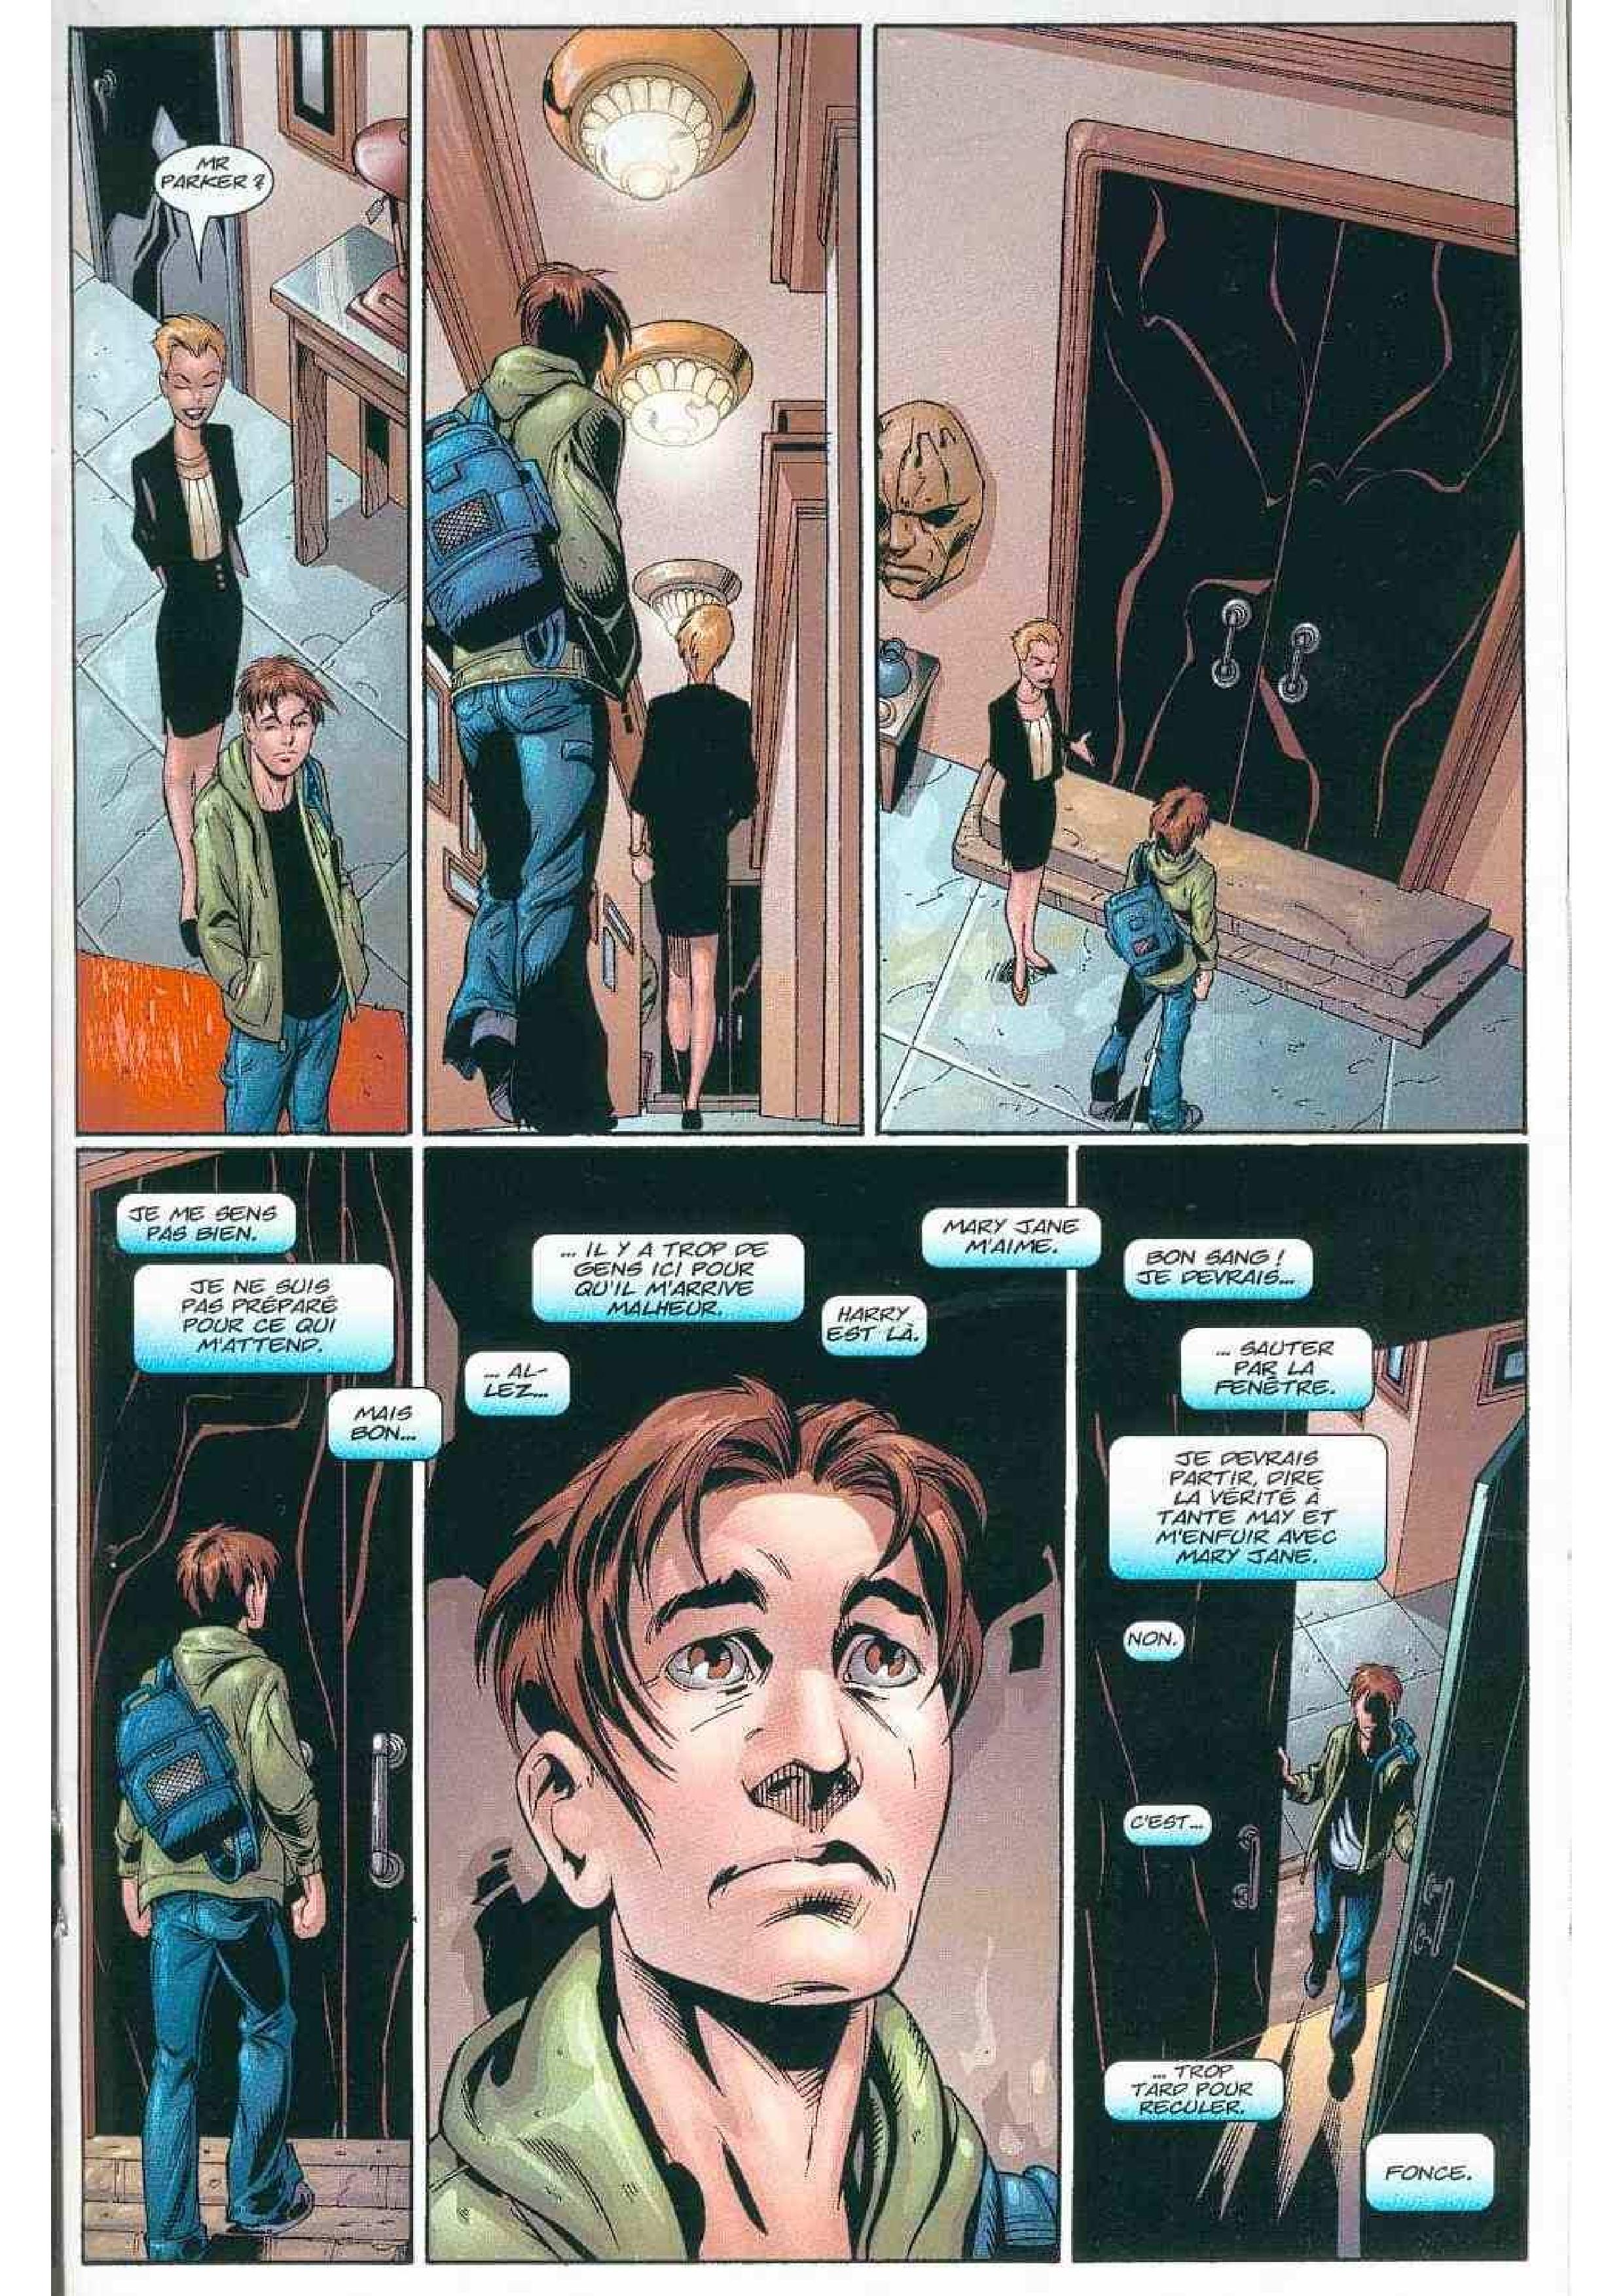 MR
PARKER ?
JE ME SENS
PAS BIEN.
JE NE SUIS
PAS PRÉPARÉ
POUR CE QUI
M'ATTEND.
MAIS
BON...
... AL-
LEZ...
... IL Y A TROP DE
GENS ICI POUR
QU'IL M'ARRIVE
MALHEUR.
HARRY
EST LÀ.
MARY JANE
M'AIME.
BON SANG !
JE DEVRAIS...
... SAUTER
PAR LA
FENÊTRE.
JE DEVRAIS
PARTIR, DIRE
LA VÉRITÉ À
TANTE MAY ET
M'ENFUIR AVEC
MARY JANE.
NON.
C'EST...
... TROP
TARD POUR
RECULER.
FONCE.